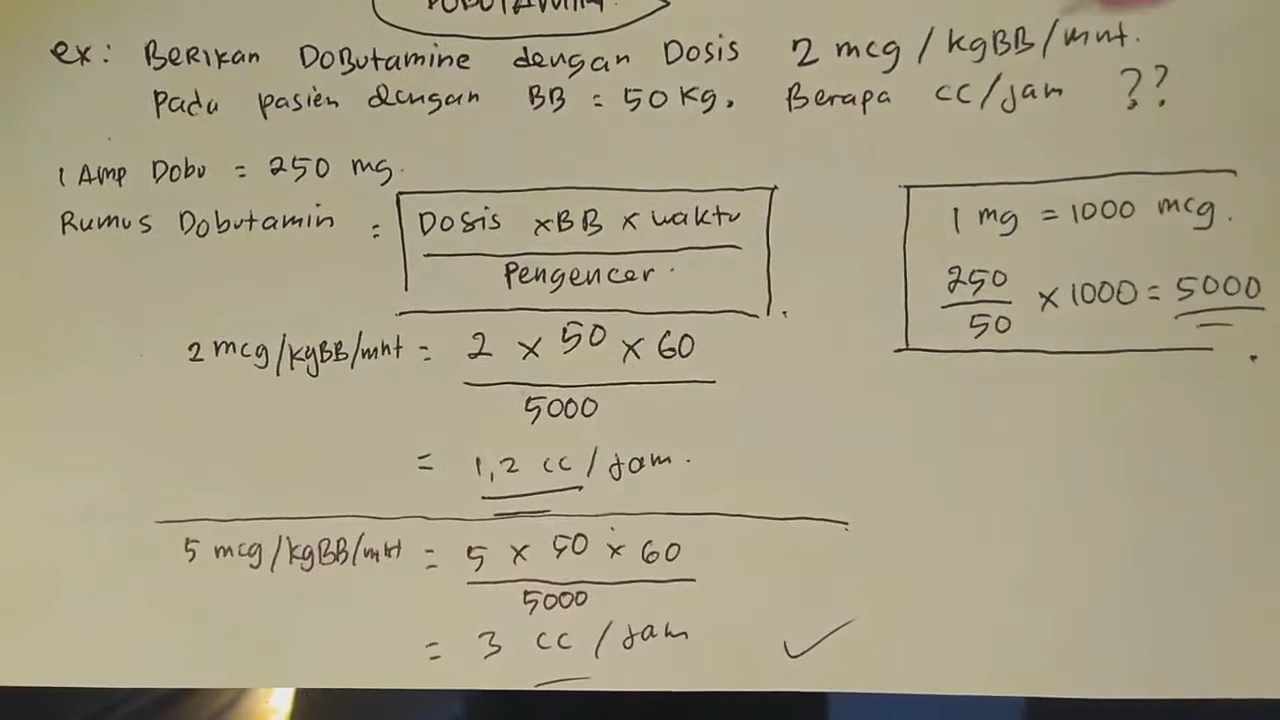 DOBUTAMIN
ex: BERIKAN DOBUtAMINE dengan Dosis 2 mcg/kgBB/mnt.
Pada pasien dengan BB = 50 Kg. Berapa cc/jam ??
1 Amp Dobu = 250 mg.
Rumus Dobutamin = Dosis x BB x waktu
Pengencer.
2 mcg/kgBB/mnt = 2 x 50 x 60
5000
= 1,2 cc/jam.
5 mcg/kgBB/mnt = 5 x 50 x 60
5000
= 3 cc/jam ✓
1 mg = 1000 mcg.
250
50 x 1000 = 5000